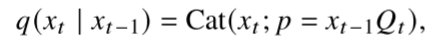 q(x_t | x_{t−1}) = Cat(x_t; p = x_{t−1}Q_t),